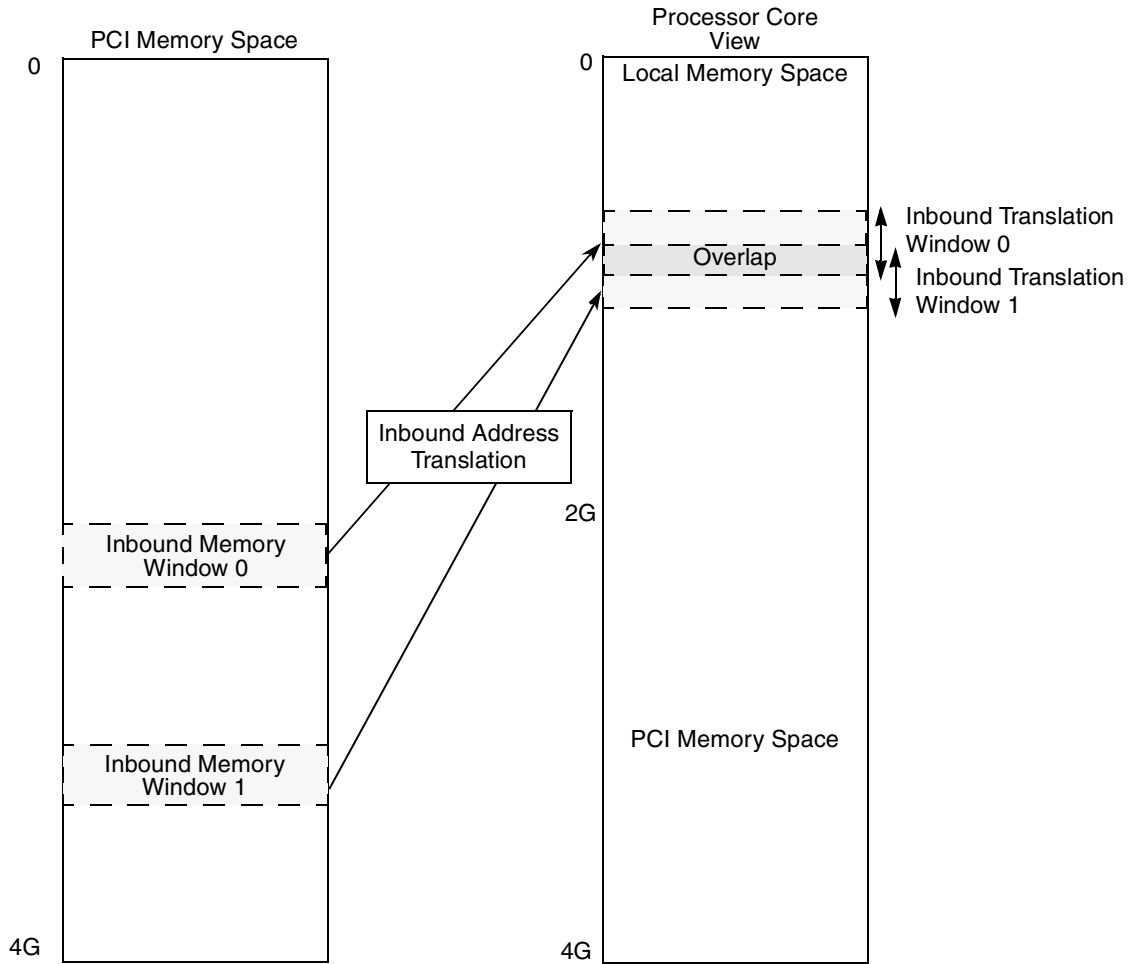 PCI Memory Space
0
4G
Inbound Memory
Window 0
Inbound Memory
Window 1
Inbound Address
Translation
Processor Core
View
0
Local Memory Space
Overlap
Inbound Translation
Window 0
Inbound Translation
Window 1
2G
PCI Memory Space
4G